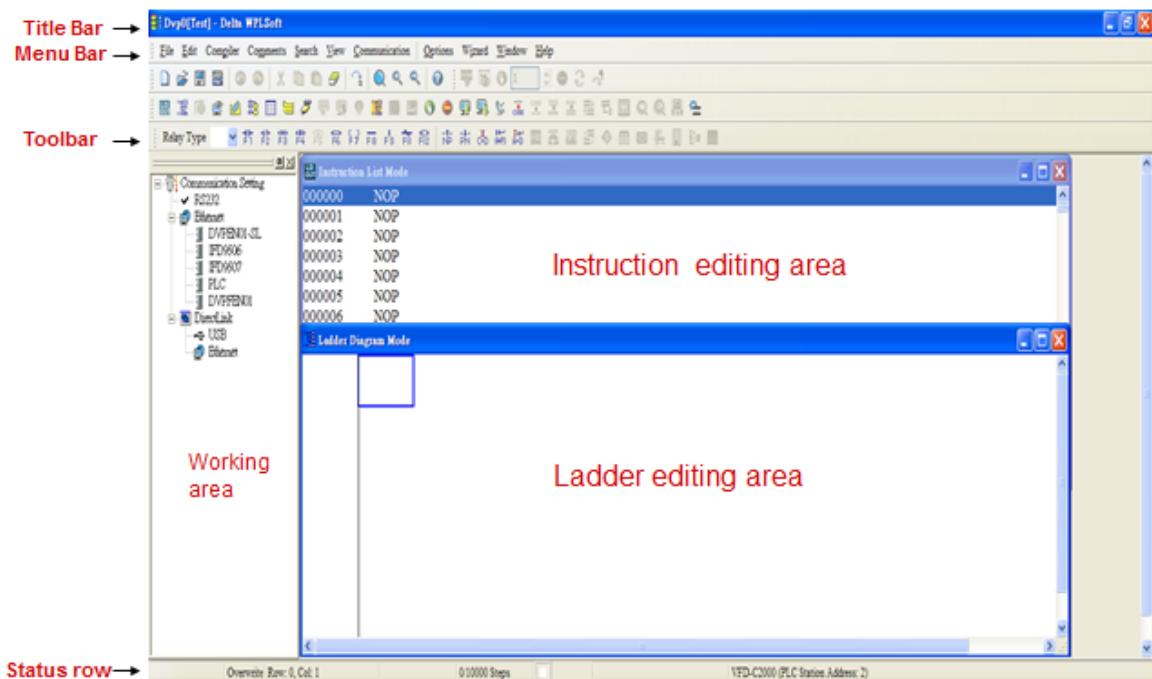 Title Bar
Dvp0[Test] - Delta WPLSoft
Menu Bar
File Edit Compiler Comments Search View Communication Options Wizard Window Help
1
Toolbar
Relay Type
Communication Setting
RS232
Ethernet
DVPEN01-SL
IFD9506
IFD9507
PLC
DVPFEN01
DirectLink
USB
Ethernet
Working area
Instruction List Mode
000000 NOP
000001 NOP
000002 NOP
000003 NOP
000004 NOP
000005 NOP
000006 NOP
Instruction editing area
Ladder Diagram Mode
Ladder editing area
Status row
Overwrite Row: 0, Col: 1
0/10000 Steps
VFD-C2000 (PLC Station Address: 2)